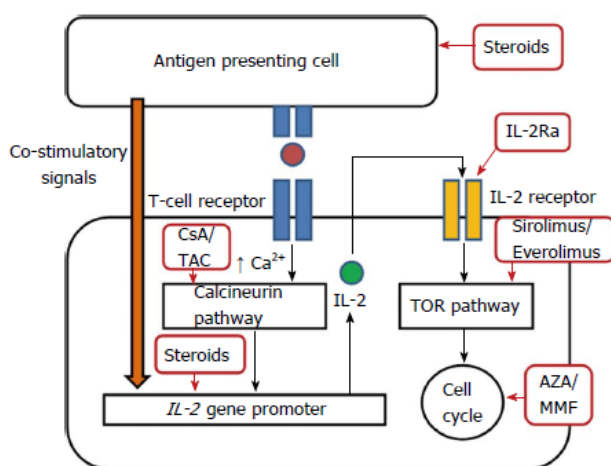 Antigen presenting cell
Steroids
Co-stimulatory
signals
IL-2Ra
T-cell receptor
IL-2 receptor
CsA/
TAC
↑ Ca²⁺
Sirolimus/
Everolimus
Calcineurin
pathway
IL-2
TOR pathway
Steroids
IL-2 gene promoter
Cell
cycle
AZA/
MMF